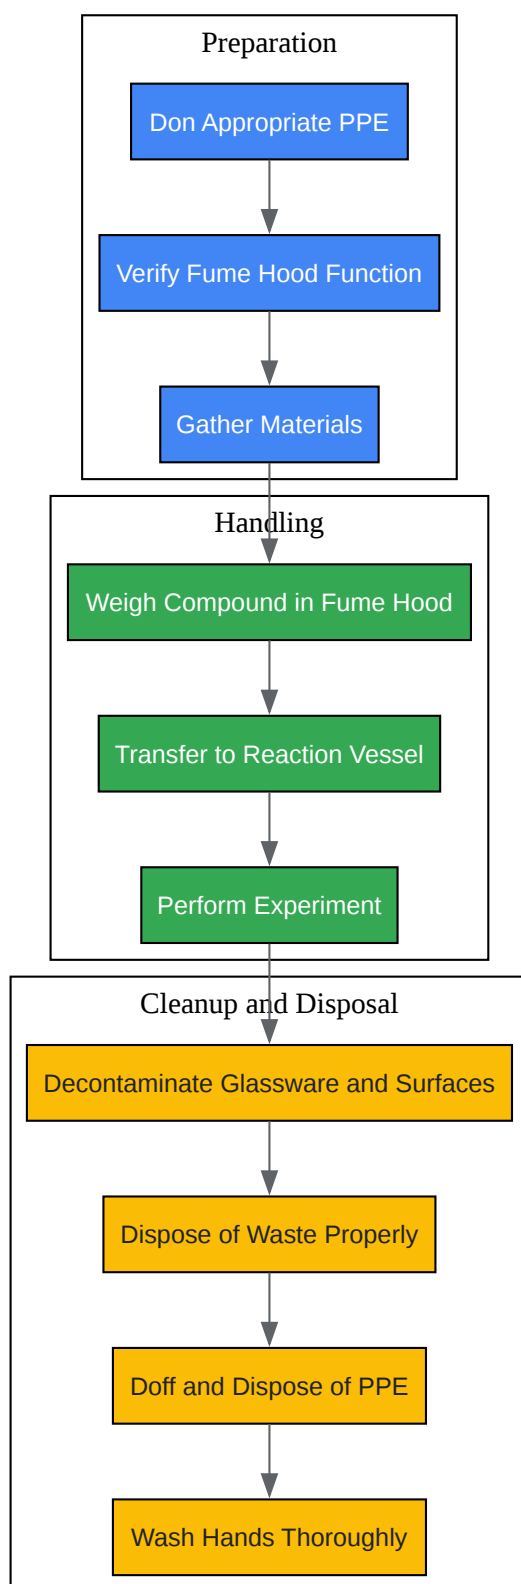 Preparation
Don Appropriate PPE
Verify Fume Hood Function
Gather Materials
Handling
Weigh Compound in Fume Hood
Transfer to Reaction Vessel
Perform Experiment
Cleanup and Disposal
Decontaminate Glassware and Surfaces
Dispose of Waste Properly
Doff and Dispose of PPE
Wash Hands Thoroughly